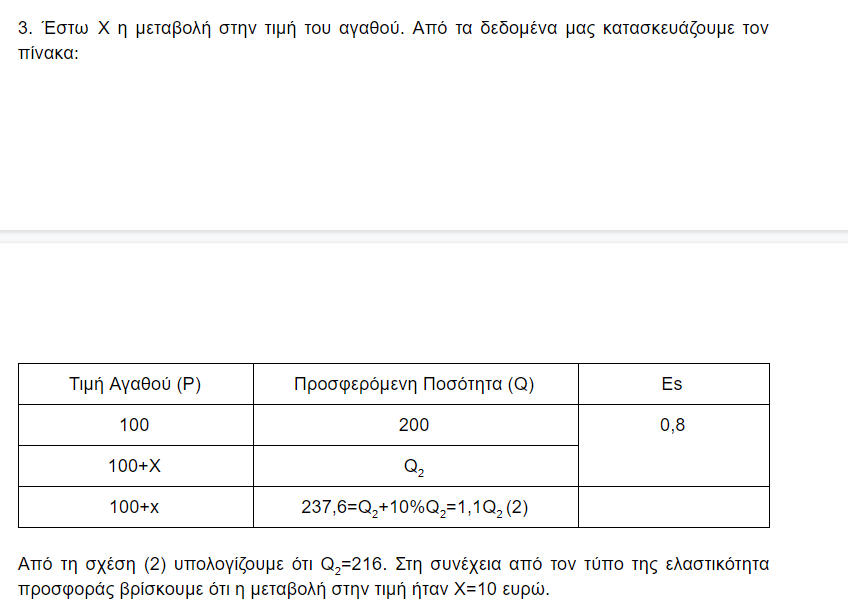 3. Έστω Χ η μεταβολή στην τιμή του αγαθού. Από τα δεδομένα μας κατασκευάζουμε τον
πίνακα:
Τιμή Αγαθού (P) Προσφερόμενη Ποσότητα (Q) Es
100 200 0,8
100+X Q₂
100+x 237,6=Q₂+10%Q₂=1,1Q₂ (2)
Από τη σχέση (2) υπολογίζουμε ότι Q₂=216. Στη συνέχεια από τον τύπο της ελαστικότητα
προσφοράς βρίσκουμε ότι η μεταβολή στην τιμή ήταν Χ=10 ευρώ.